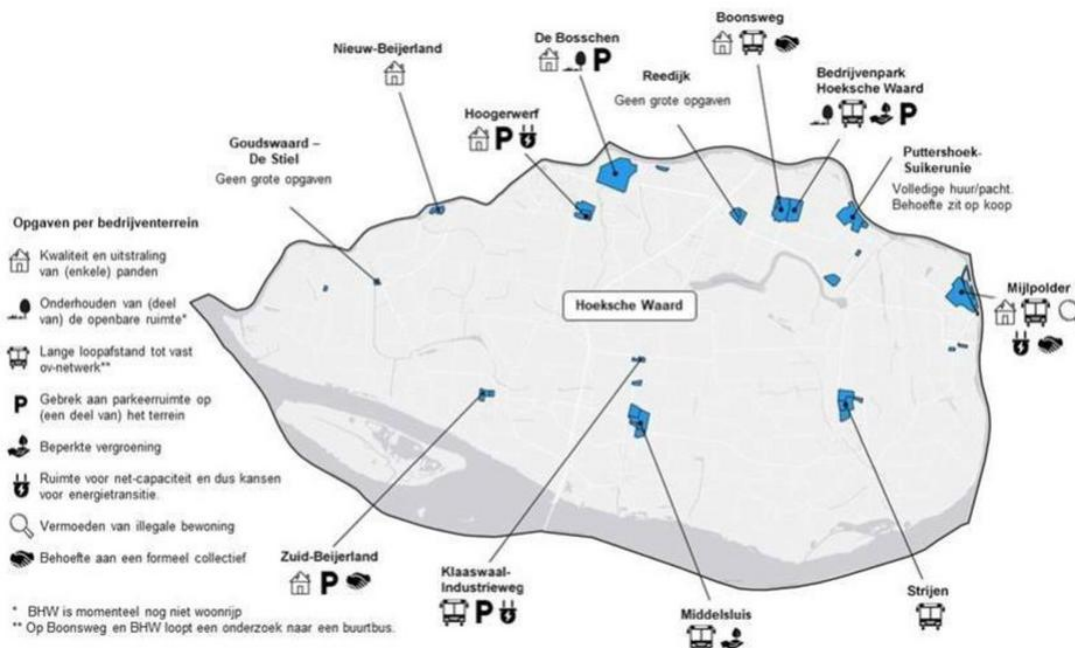 Boonsweg
De Bosschen
Nieuw-Beijerland
Reedijk
Geen grote opgaven
Bedrijvenpark
Hoeksche Waard
P
P
Hoogerwerf
P
Goudswaard –
De Stiel
Geen grote opgaven
Puttershoek-
Suikerunie
Volledige huur/pacht.
Behoefte zit op koop
Opgaven per bedrijventerrein
Kwaliteit en uitstraling
van (enkele) panden
Onderhouden van (deel
van) de openbare ruimte*
Lange loopafstand tot vast
ov-netwerk**
P Gebrek aan parkeerruimte op
(een deel van) het terrein
Beperkte vergroening
Ruimte voor net-capaciteit en dus kansen
voor energietransitie.
Vermoeden van illegale bewoning
Behoefte aan een formeel collectief
* BHW is momenteel nog niet woonrijp
** Op Boonsweg en BHW loopt een onderzoek naar een buurtbus.
Hoeksche Waard
Mijlpolder
Zuid-Beijerland
P
Klaaswaal-
Industrieweg
P
Middelsluis
Strijen